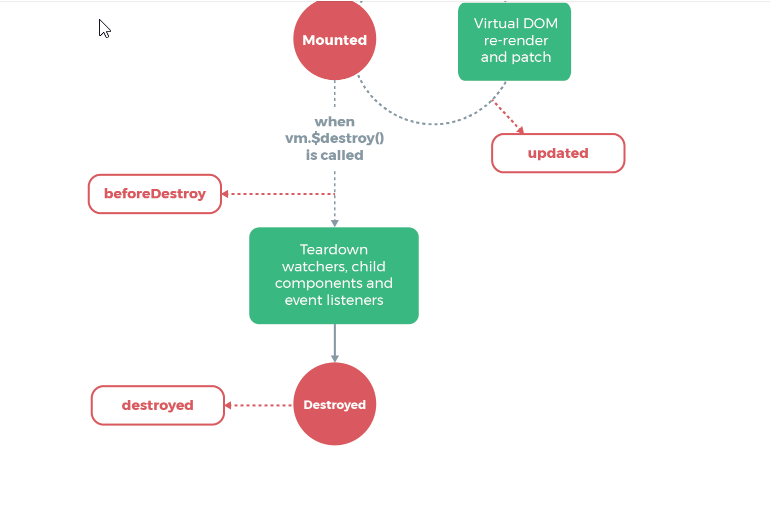 Mounted
Virtual DOM
re-render
and patch
when
vm.$destroy()
is called
updated
beforeDestroy
Teardown
watchers, child
components and
event listeners
destroyed
Destroyed